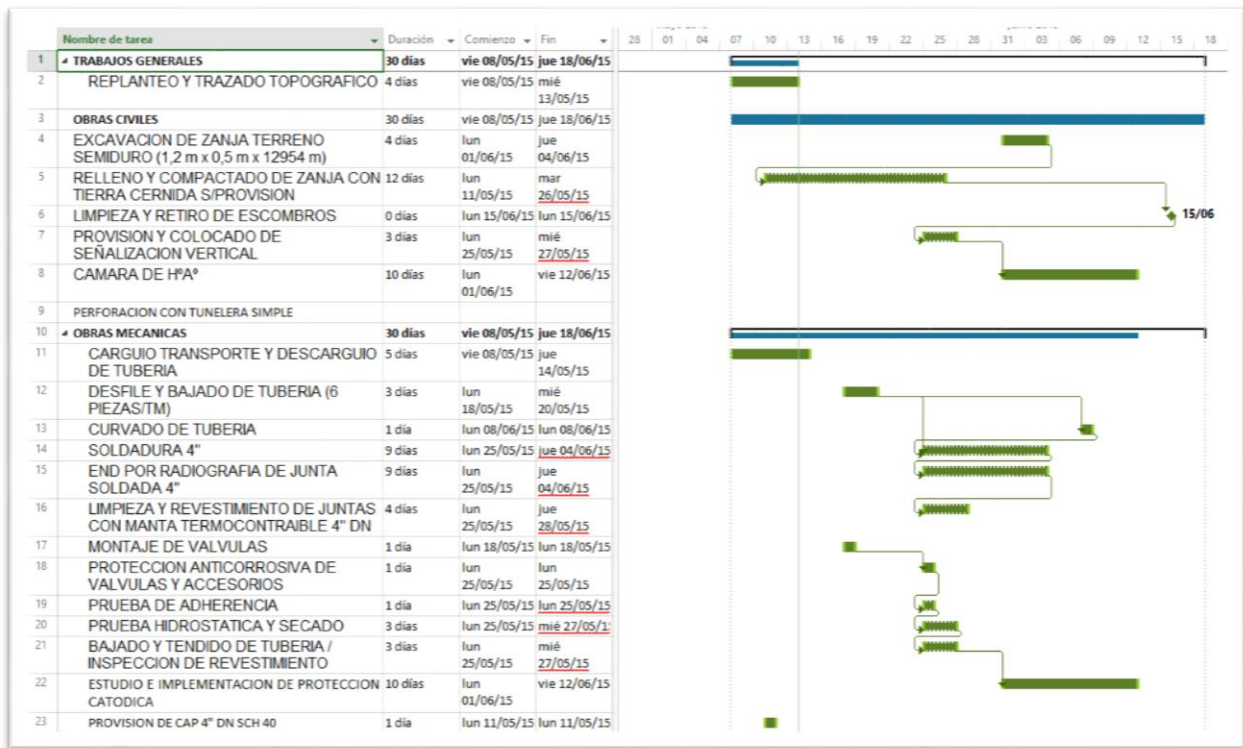 Nombre de tarea Duración Comienzo Fin 28 01 04 07 10 13 16 19 22 25 28 31 03 06 09 12 15 18
1 TRABAJOS GENERALES 30 días vie 08/05/15 jue 18/06/15
2 REPLANTEO Y TRAZADO TOPOGRAFICO 4 días vie 08/05/15 mié
13/05/15
3 OBRAS CIVILES 30 días vie 08/05/15 jue 18/06/15
4 EXCAVACION DE ZANJA TERRENO 4 días lun jue
SEMIDURO (1,2 m x 0,5 m x 12954 m) 01/06/15 04/06/15
5 RELLENO Y COMPACTADO DE ZANJA CON 12 días lun mar
TIERRA CERNIDA S/PROVISION 11/05/15 26/05/15
6 LIMPIEZA Y RETIRO DE ESCOMBROS 0 días lun 15/06/15 lun 15/06/15 15/06
7 PROVISION Y COLOCADO DE 3 días lun mié
SEÑALIZACION VERTICAL 25/05/15 27/05/15
8 CAMARA DE HºAº 10 días lun vie 12/06/15
01/06/15
9 PERFORACION CON TUNELERA SIMPLE
10 OBRAS MECANICAS 30 días vie 08/05/15 jue 18/06/15
11 CARGUIO TRANSPORTE Y DESCARGUIO 5 días vie 08/05/15 jue
DE TUBERIA 14/05/15
12 DESFILE Y BAJADO DE TUBERIA (6 3 días lun mié
PIEZAS/TM) 18/05/15 20/05/15
13 CURVADO DE TUBERIA 1 día lun 08/06/15 lun 08/06/15
14 SOLDADURA 4" 9 días lun 25/05/15 jue 04/06/15
15 END POR RADIOGRAFIA DE JUNTA 9 días lun jue
SOLDADA 4" 25/05/15 04/06/15
16 LIMPIEZA Y REVESTIMIENTO DE JUNTAS 4 días lun jue
CON MANTA TERMOCONTRAIBLE 4" DN 25/05/15 28/05/15
17 MONTAJE DE VALVULAS 1 día lun 18/05/15 lun 18/05/15
18 PROTECCION ANTICORROSIVA DE 1 día lun lun
VALVULAS Y ACCESORIOS 25/05/15 25/05/15
19 PRUEBA DE ADHERENCIA 1 día lun 25/05/15 lun 25/05/15
20 PRUEBA HIDROSTATICA Y SECADO 3 días lun 25/05/15 mié 27/05/1
21 BAJADO Y TENDIDO DE TUBERIA / 3 días lun mié
INSPECCION DE REVESTIMIENTO 25/05/15 27/05/15
22 ESTUDIO E IMPLEMENTACION DE PROTECCION 10 días lun vie 12/06/15
CATODICA 01/06/15
23 PROVISION DE CAP 4" DN SCH 40 1 día lun 11/05/15 lun 11/05/15